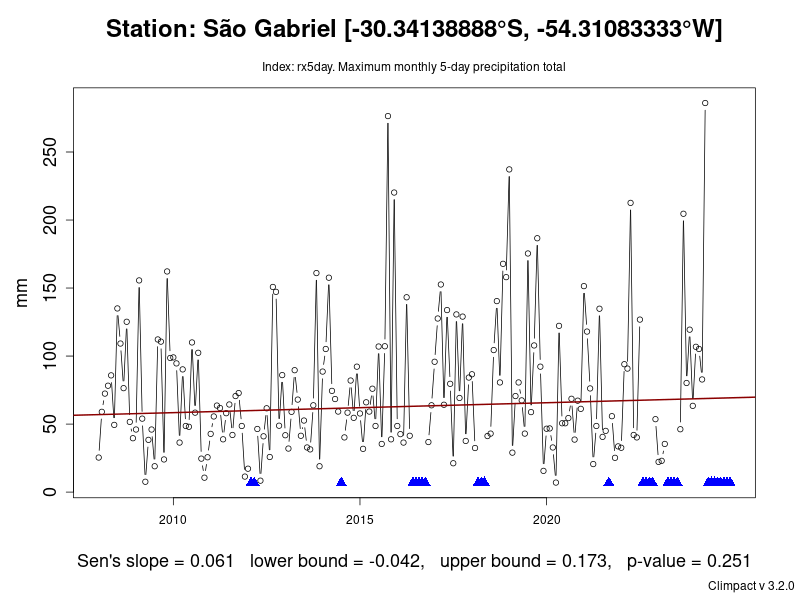 Station: São Gabriel [-30.34138888°S, -54.31083333°W]
Index: rx5day. Maximum monthly 5-day precipitation total
250
200
150
100
50
0
mm
2010 2015 2020
Sen's slope = 0.061 lower bound = -0.042, upper bound = 0.173, p-value = 0.251
Climpact v 3.2.0